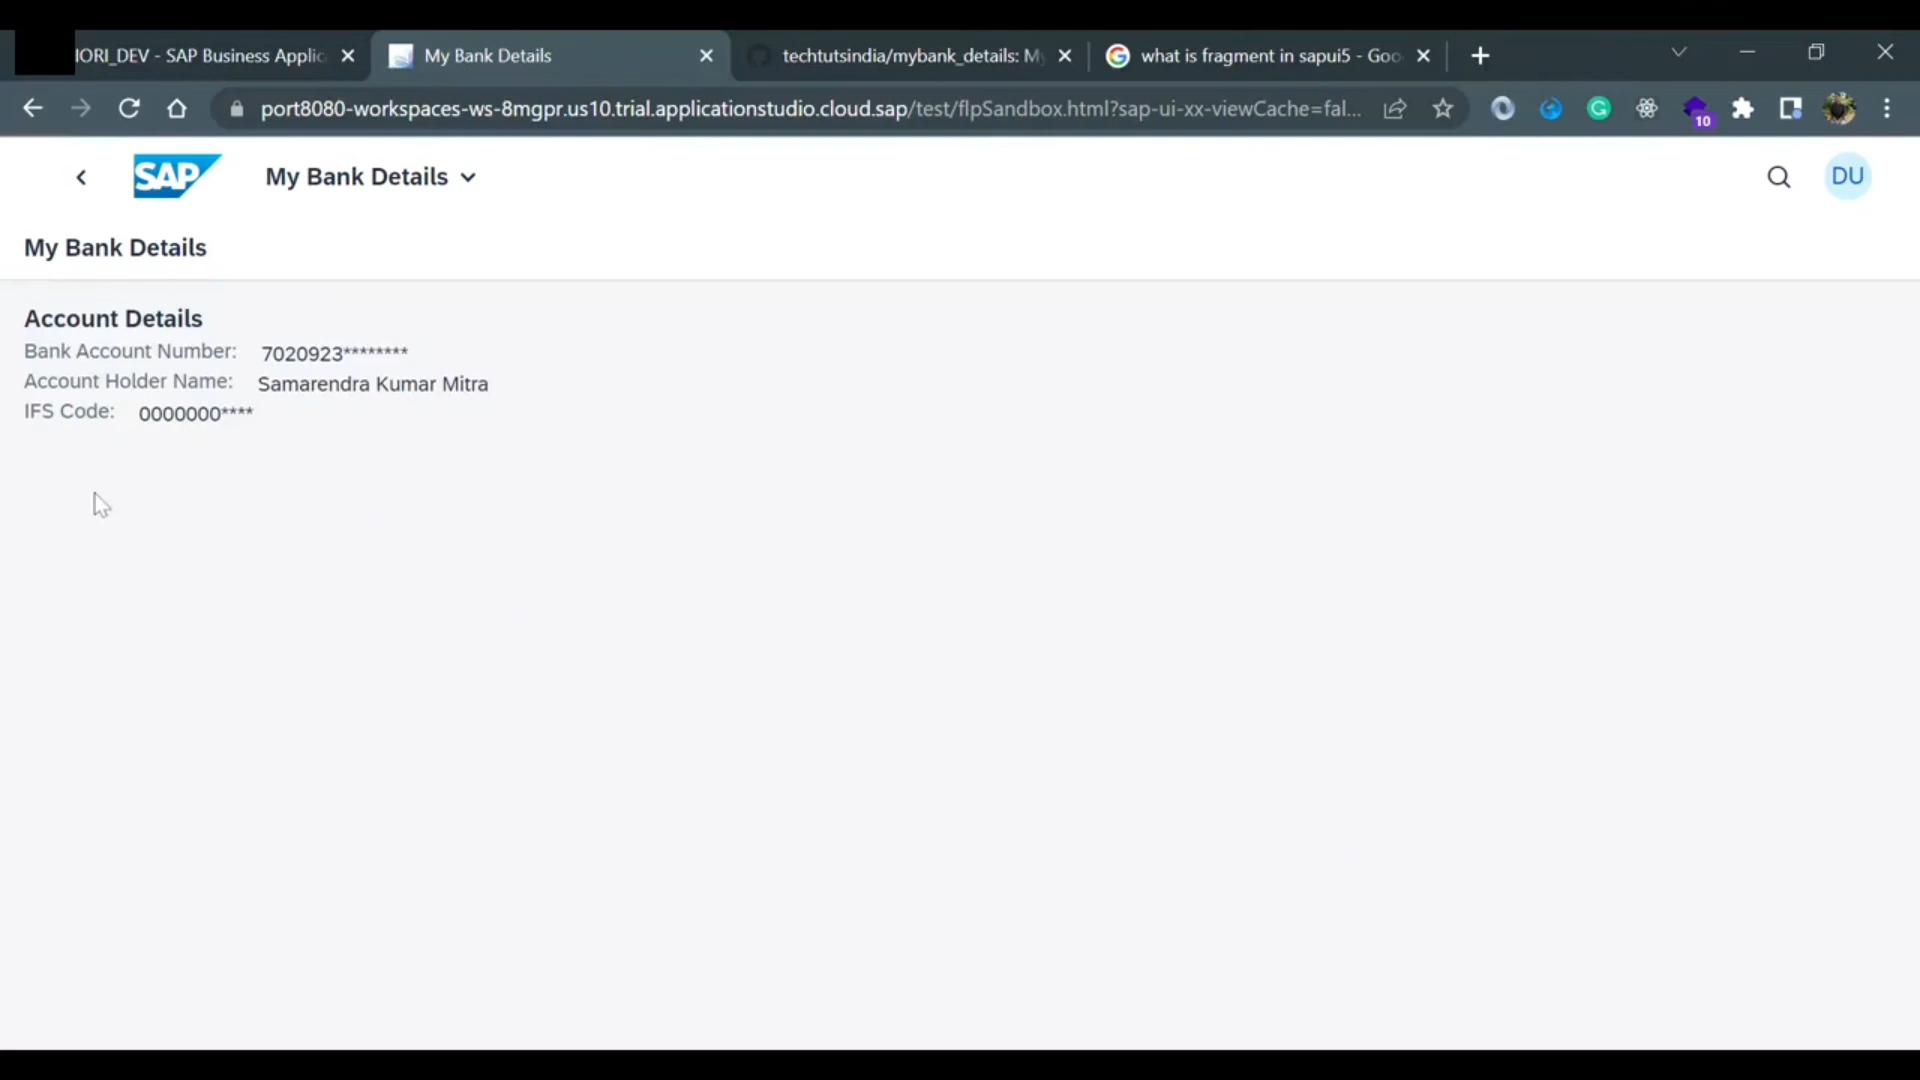 IORI_DEV - SAP Business Applic
My Bank Details
techtutsindia/mybank_details: M
what is fragment in sapui5 - Goo
port8080-workspaces-ws-8mgpr.us10.trial.applicationstudio.cloud.sap/test/flpSandbox.html?sap-ui-xx-viewCache=fal...
10
SAP
My Bank Details
DU
My Bank Details
Account Details
Bank Account Number: 7020923********
Account Holder Name: Samarendra Kumar Mitra
IFS Code: 0000000****